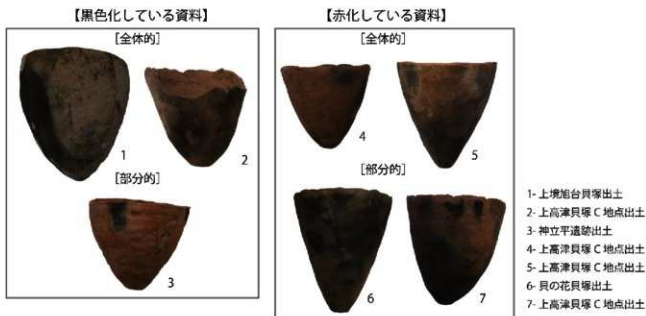 【黒色化している資料】
[全体的]
1
2
[部分的]
3
【赤化している資料】
[全体的]
4
5
[部分的]
6
7
1- 上境旭台貝塚出土
2- 上高津貝塚 C 地点出土
3- 神立平遺跡出土
4- 上高津貝塚 C 地点出土
5- 上高津貝塚 C 地点出土
6- 貝の花貝塚出土
7- 上高津貝塚 C 地点出土